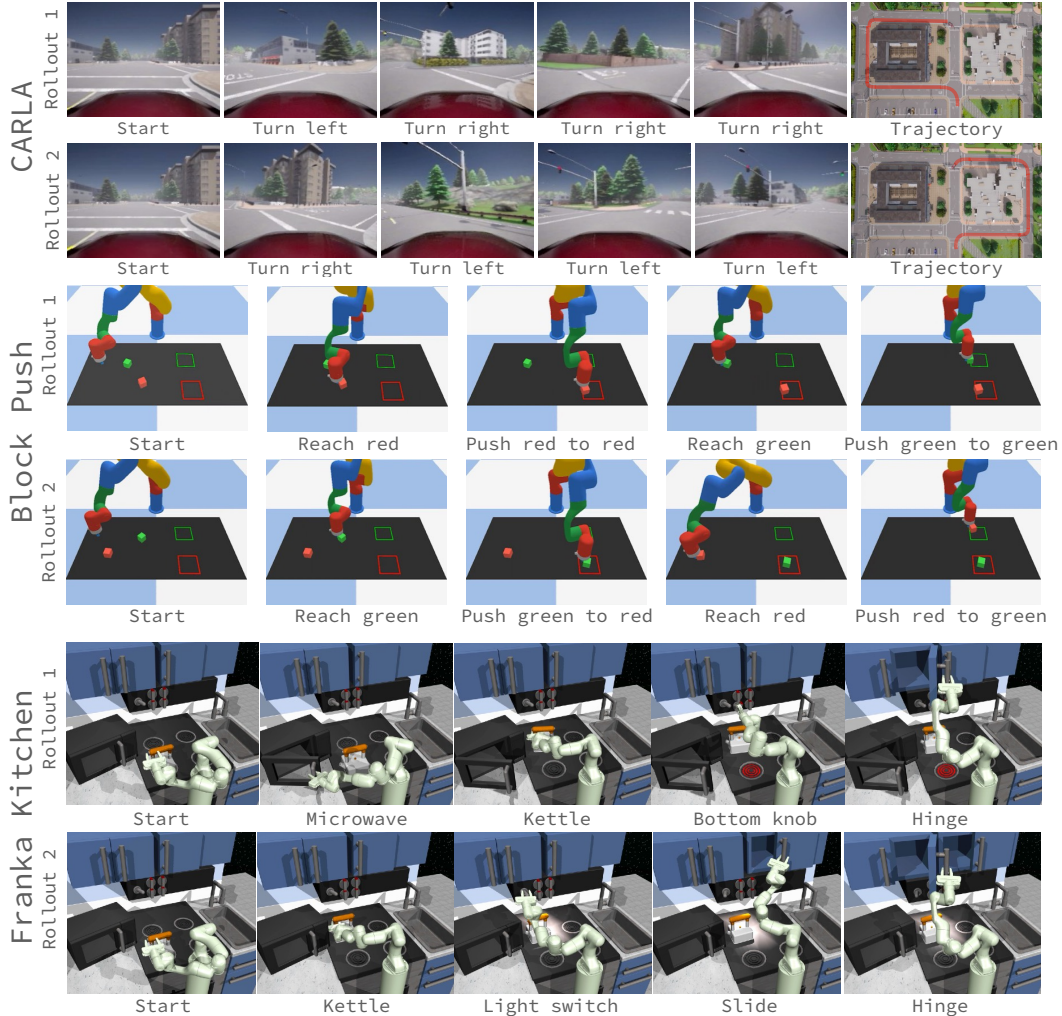 CARLA
Rollout 1
Start
Turn left
Turn right
Turn right
Turn right
Trajectory
Rollout 2
Start
Turn right
Turn left
Turn left
Turn left
Trajectory
Block Push
Rollout 1
Start
Reach red
Push red to red
Reach green
Push green to green
Rollout 2
Start
Reach green
Push green to red
Reach red
Push red to green
Franka Kitchen
Rollout 1
Start
Microwave
Kettle
Bottom knob
Hinge
Rollout 2
Start
Kettle
Light switch
Slide
Hinge